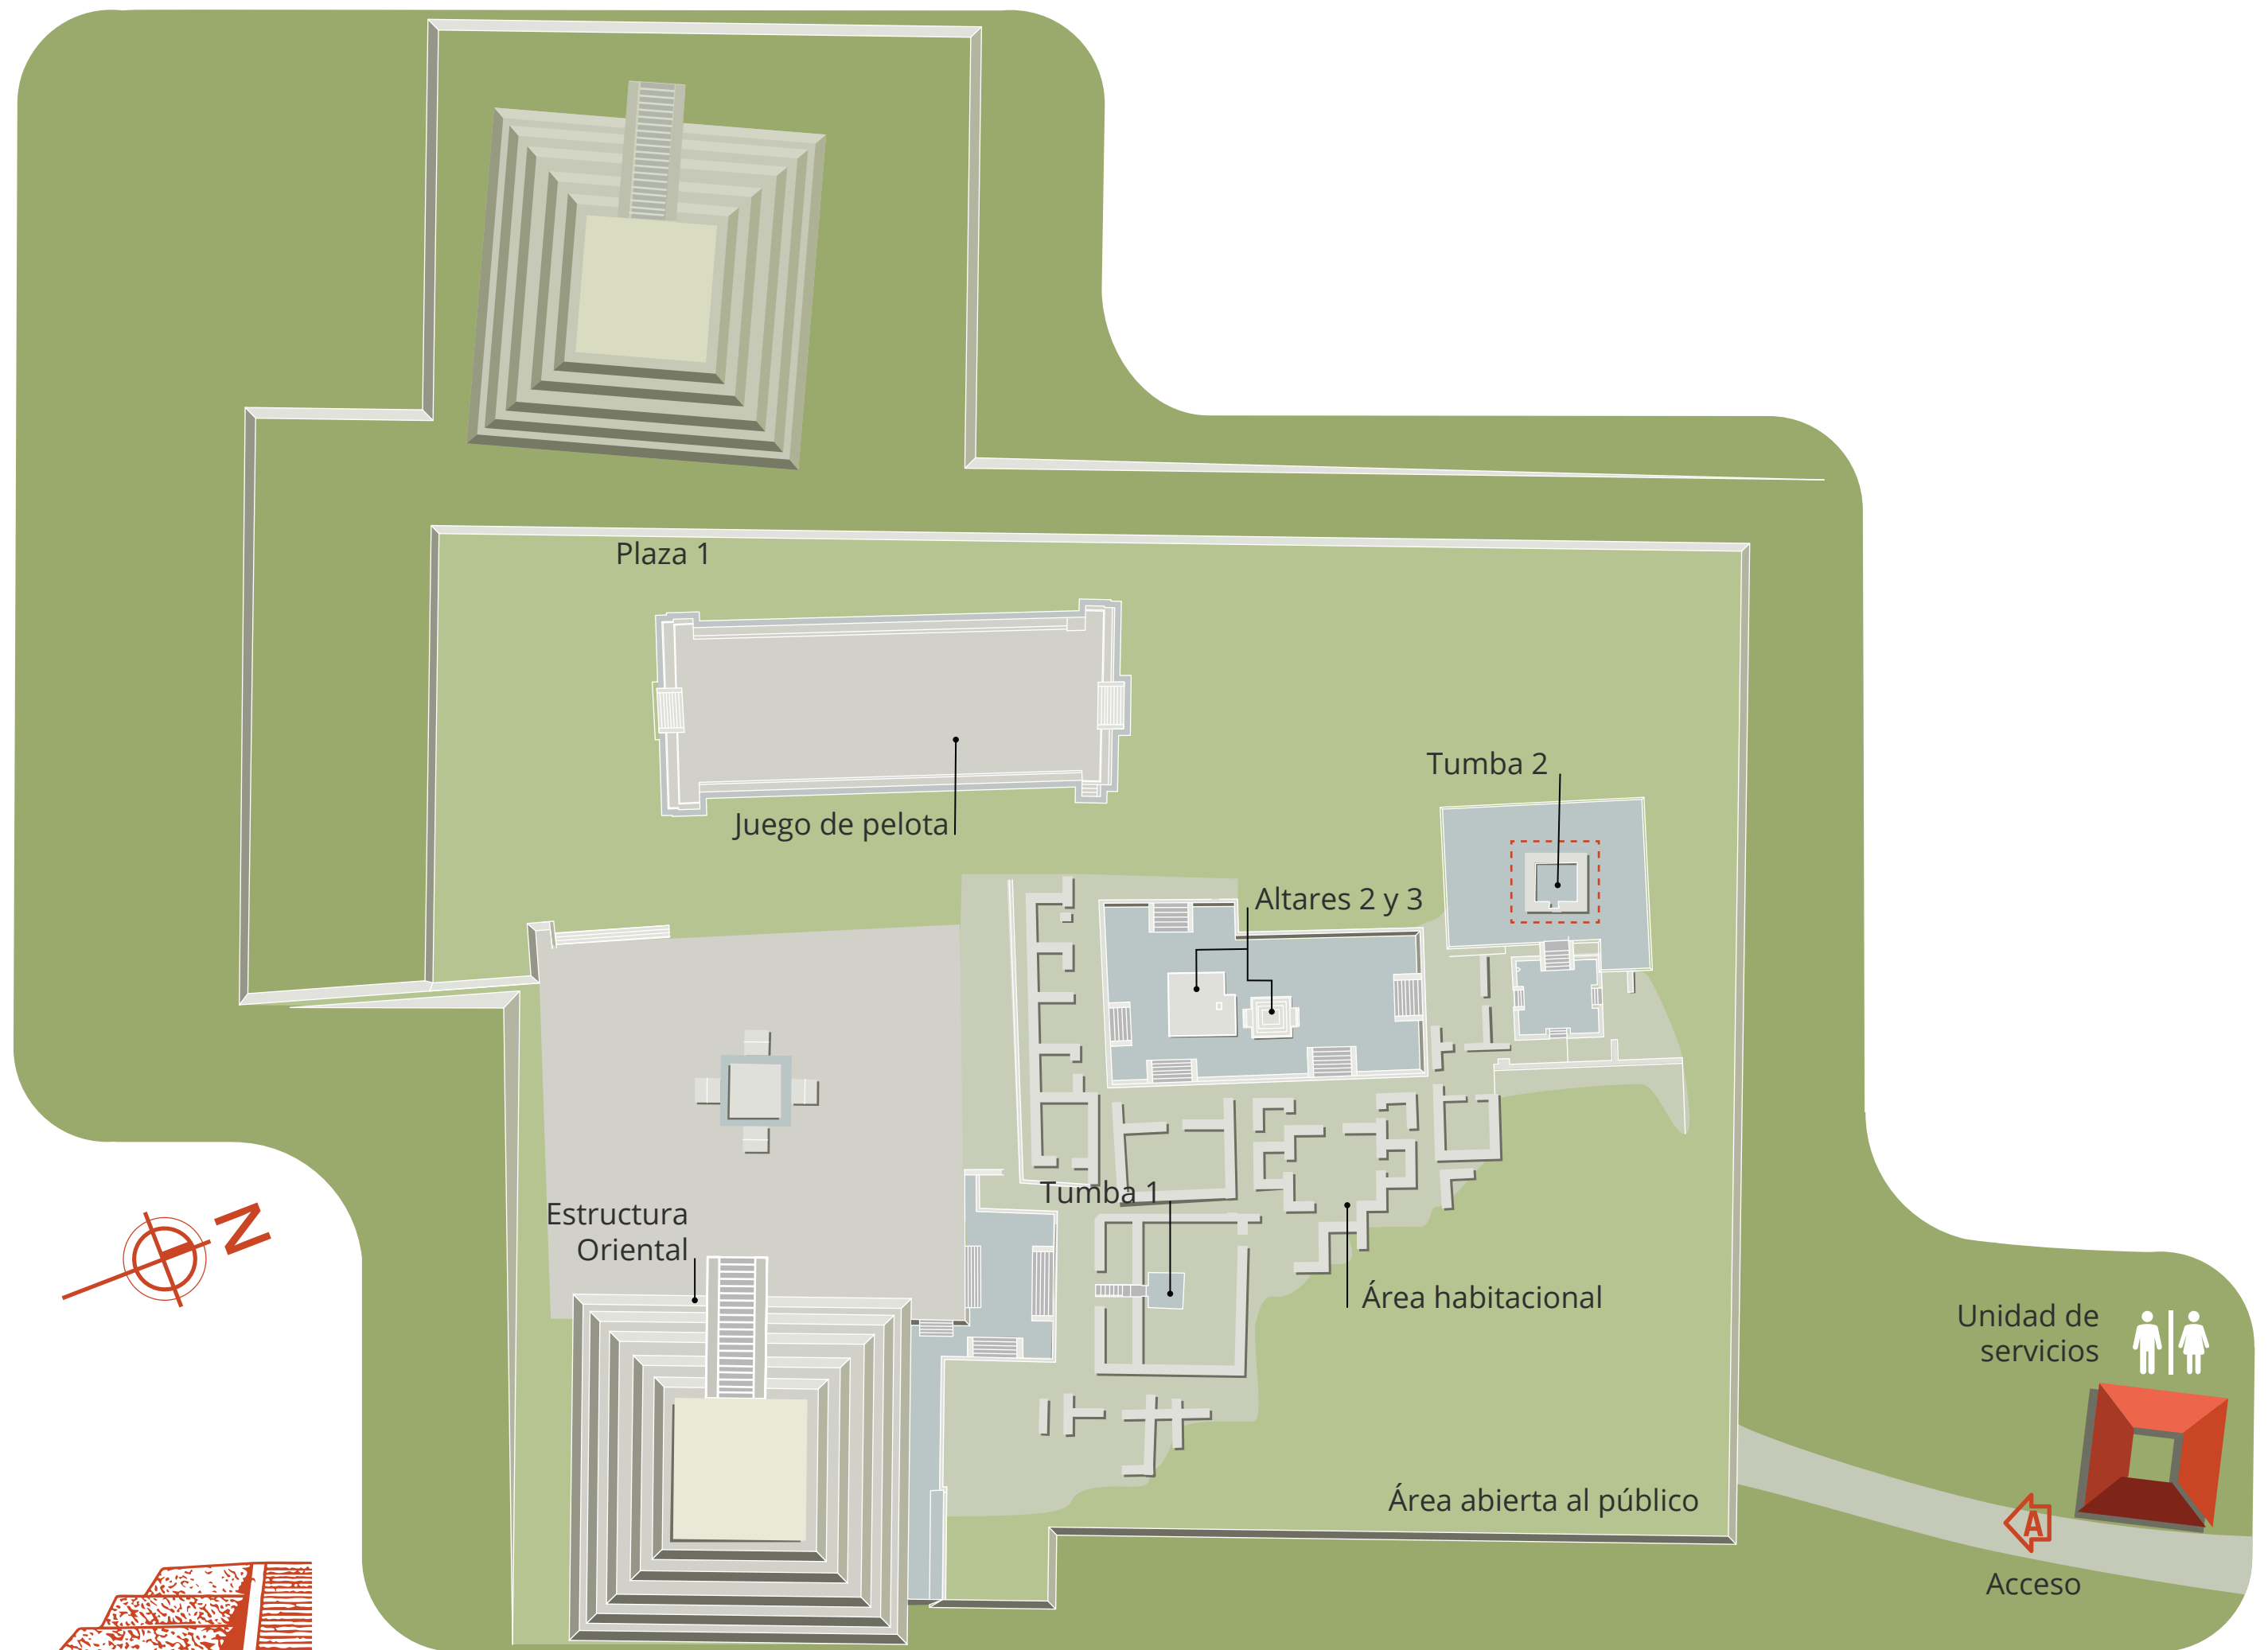 Plaza 1
Juego de pelota
Tumba 2
Altares 2 y 3
Tumba 1
Estructura
Oriental
N
Área habitacional
Unidad de
servicios
Área abierta al público
A
Acceso